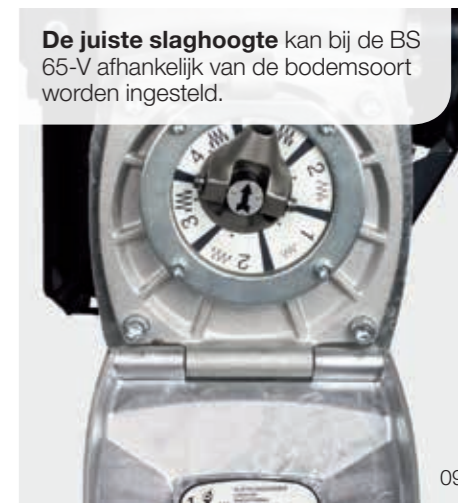 De juiste slaghoogte kan bij de BS
65-V afhankelijk van de bodemsoort
worden ingesteld.
4
2
3
1
2
09